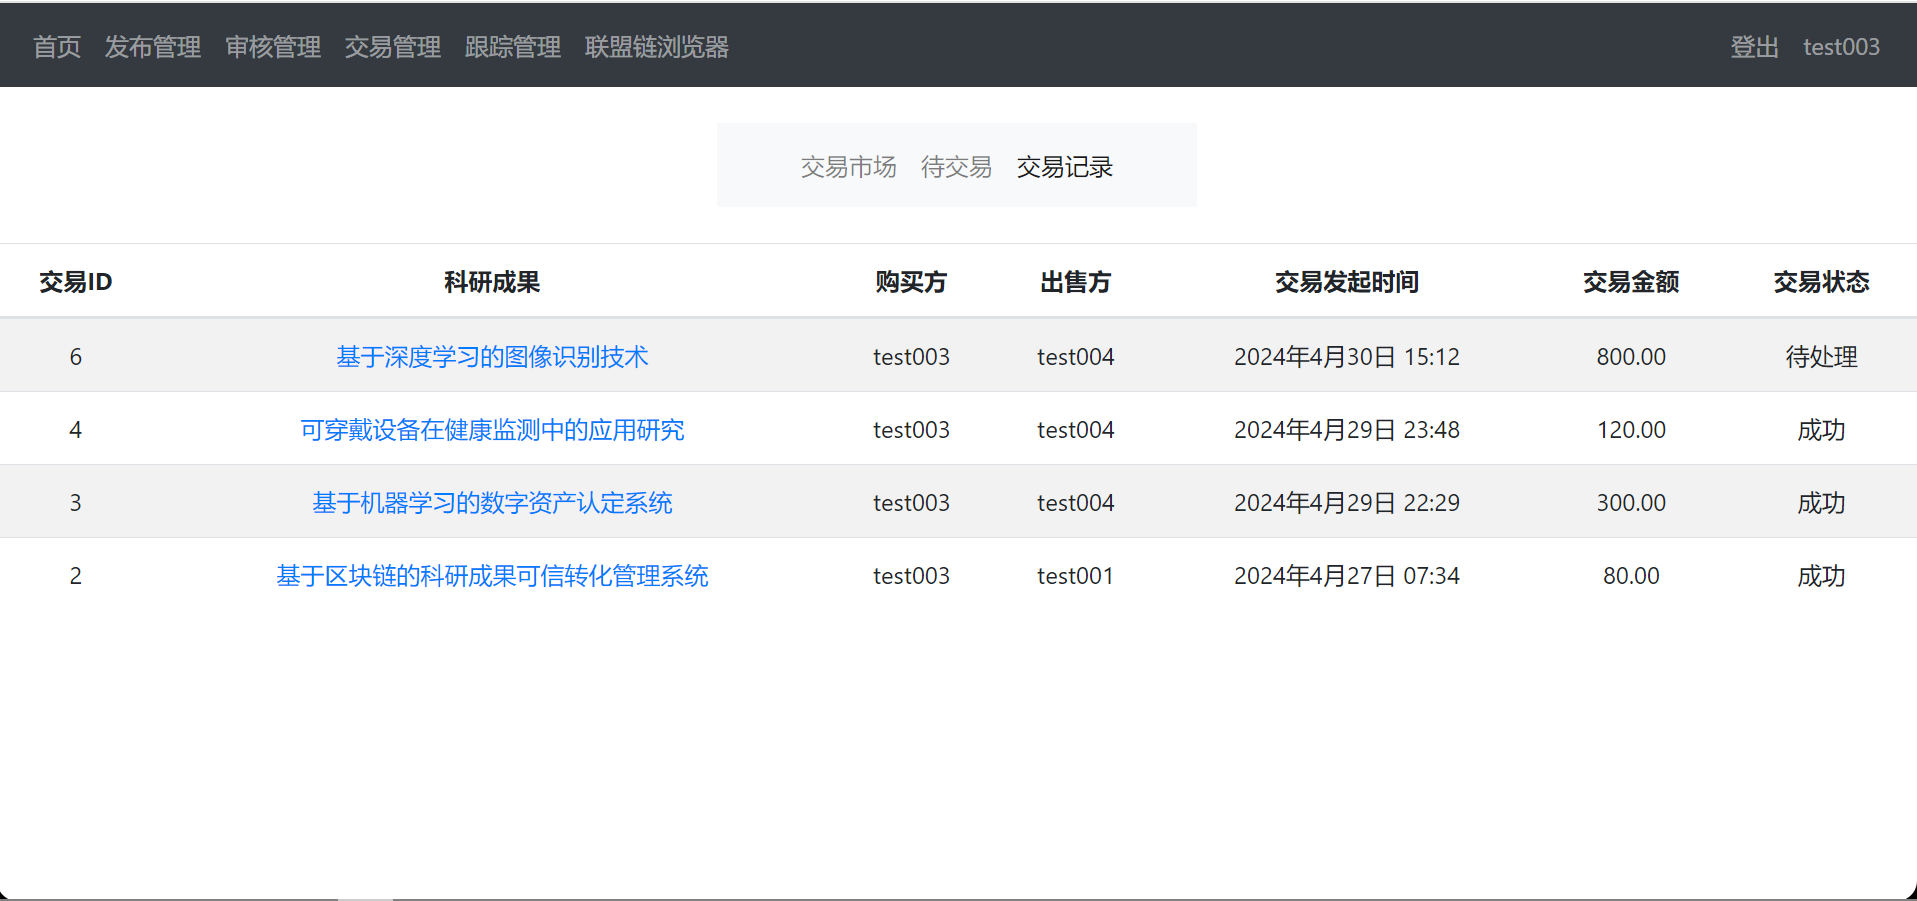 首页 发布管理 审核管理 交易管理 跟踪管理 联盟链浏览器 登出 test003
交易市场 待交易 交易记录
交易ID 科研成果 购买方 出售方 交易发起时间 交易金额 交易状态
6 基于深度学习的图像识别技术 test003 test004 2024年4月30日 15:12 800.00 待处理
4 可穿戴设备在健康监测中的应用研究 test003 test004 2024年4月29日 23:48 120.00 成功
3 基于机器学习的数字资产认定系统 test003 test004 2024年4月29日 22:29 300.00 成功
2 基于区块链的科研成果可信转化管理系统 test003 test001 2024年4月27日 07:34 80.00 成功